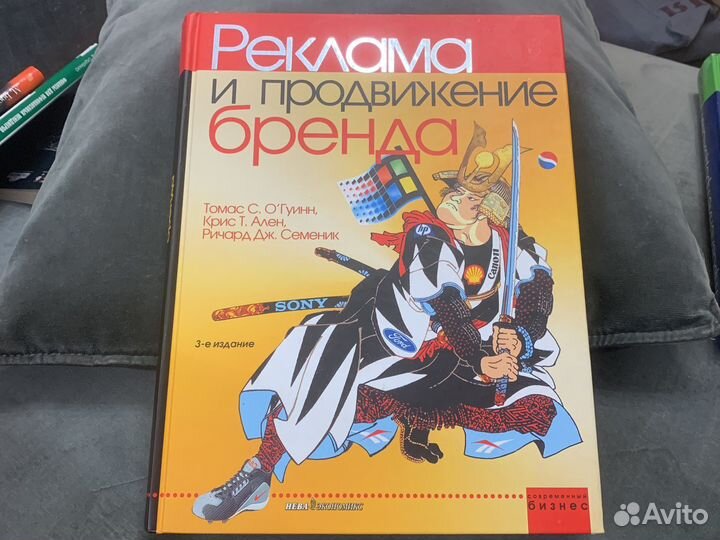 Реклама
и продвижение
бренда
Томас С. О'Гуинн,
Крис Т. Ален,
Ричард Дж. Семеник
hp
Canon
SONY
Ford
3-е издание
НЕВА ЭКОНОМИКС
современный
бизнес
Avito